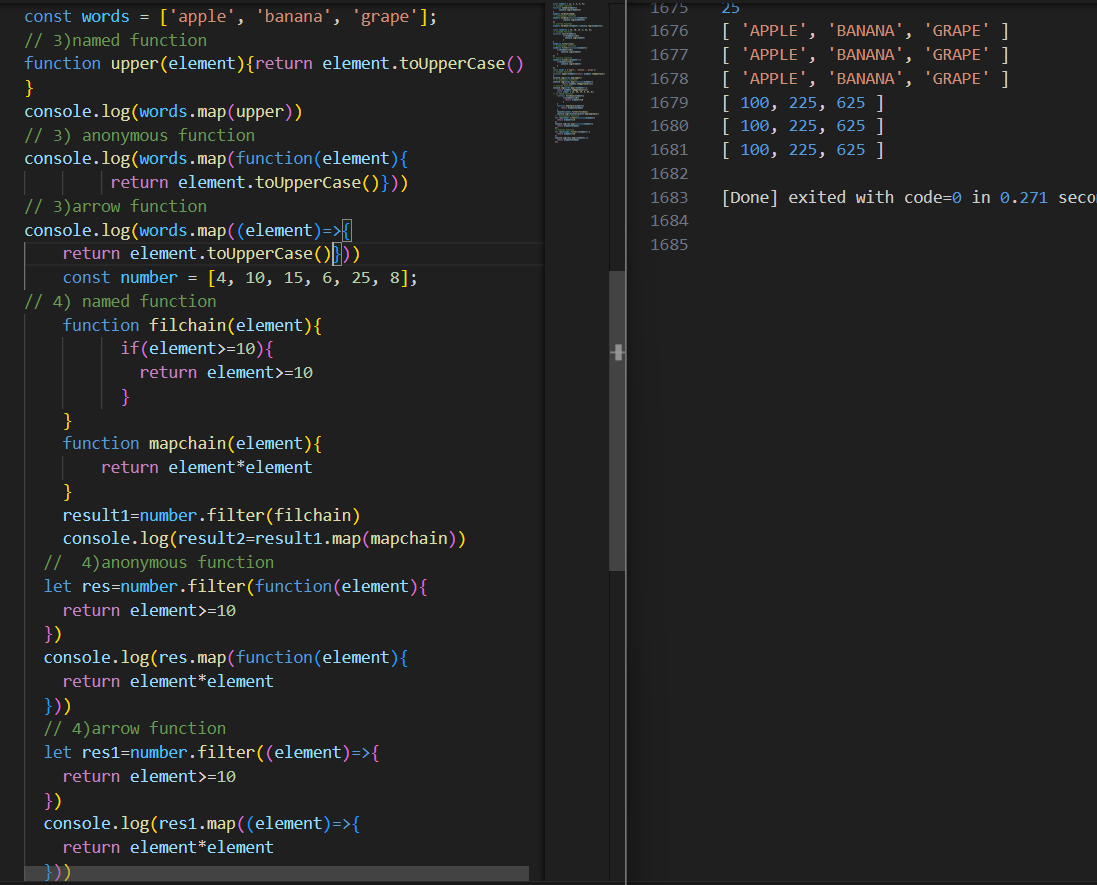 const words = ['apple', 'banana', 'grape'];
// 3)named function
function upper(element){return element.toUpperCase()
}
console.log(words.map(upper))
// 3) anonymous function
console.log(words.map(function(element){
return element.toUpperCase()}))
// 3)arrow function
console.log(words.map((element)=>{
return element.toUpperCase()}))
const number = [4, 10, 15, 6, 25, 8];
// 4) named function
function filchain(element){
if(element>=10){
return element>=10
}
}
function mapchain(element){
return element*element
}
result1=number.filter(filchain)
console.log(result2=result1.map(mapchain))
//  4)anonymous function
let res=number.filter(function(element){
return element>=10
})
console.log(res.map(function(element){
return element*element
}))
// 4)arrow function
let res1=number.filter((element)=>{
return element>=10
})
console.log(res1.map((element)=>{
return element*element
}))
1675 25
1676 [ 'APPLE', 'BANANA', 'GRAPE' ]
1677 [ 'APPLE', 'BANANA', 'GRAPE' ]
1678 [ 'APPLE', 'BANANA', 'GRAPE' ]
1679 [ 100, 225, 625 ]
1680 [ 100, 225, 625 ]
1681 [ 100, 225, 625 ]
1682
1683 [Done] exited with code=0 in 0.271 seco
1684
1685